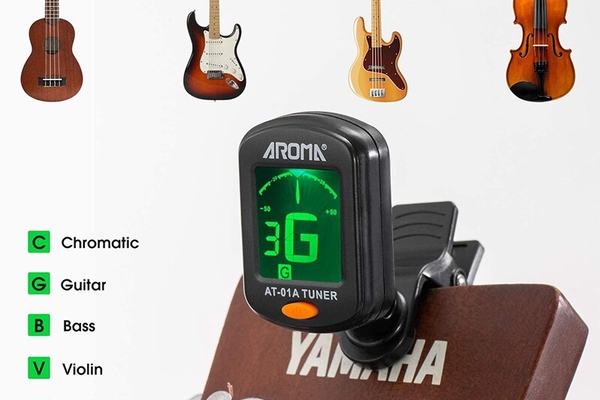 AROMA®
-50 +50
3G
G
AT-01A TUNER
YAMAHA
C Chromatic
G Guitar
B Bass
V Violin